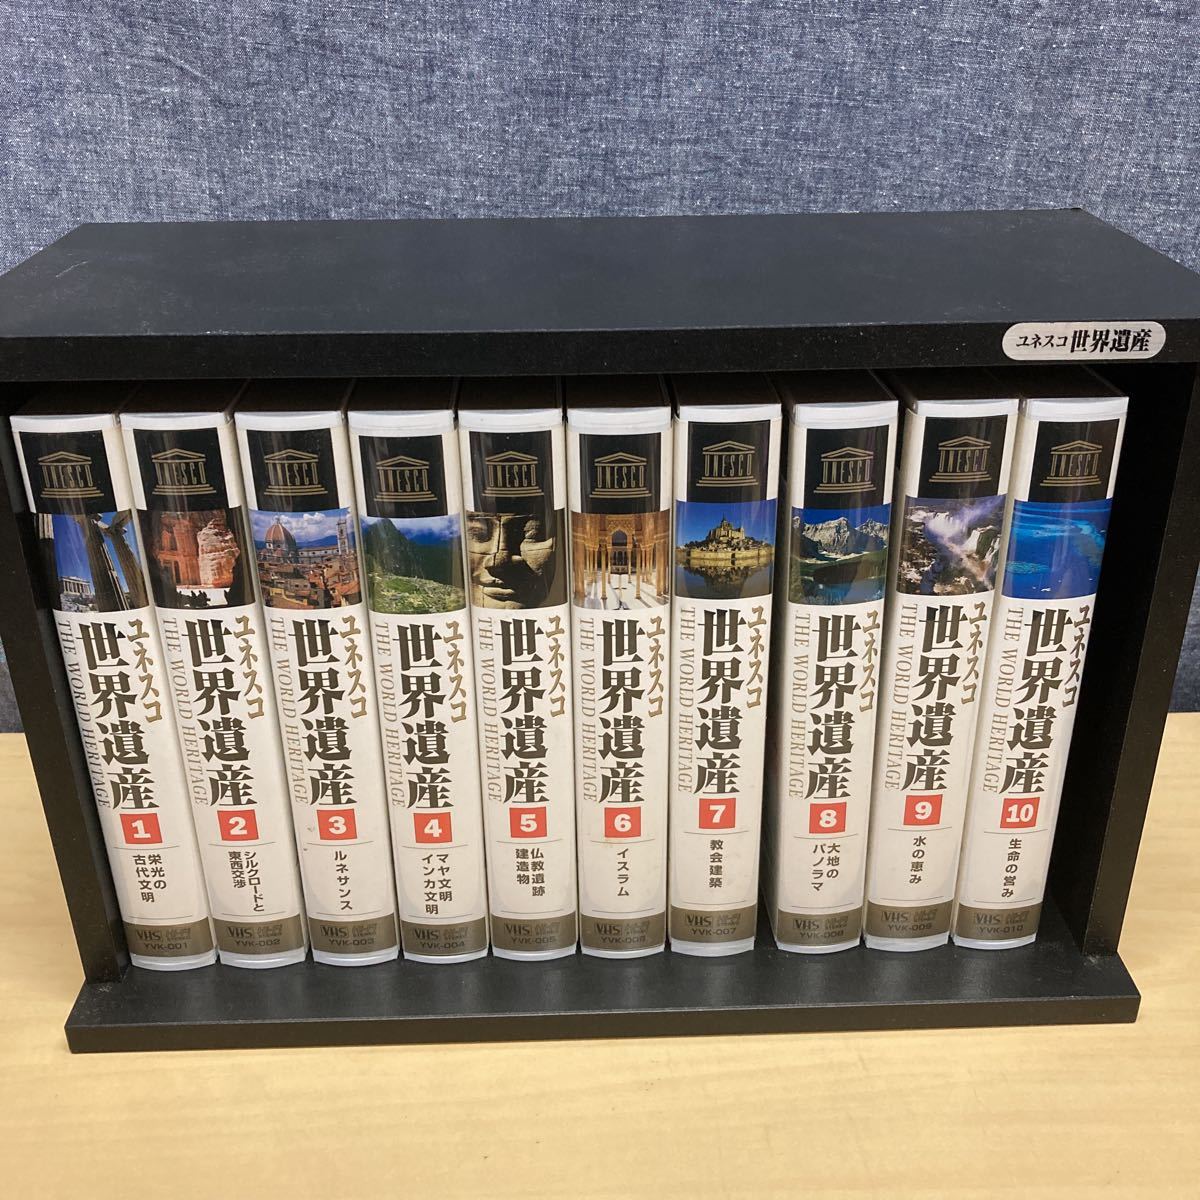 ユネスコ 世界遺産
UNESCO
ユネスコ
世界遺産
THE WORLD HERITAGE
1
栄光の
古代文明
VHS
YVK-001
UNESCO
ユネスコ
世界遺産
THE WORLD HERITAGE
2
シルクロードと
東西交渉
VHS
YVK-002
UNESCO
ユネスコ
世界遺産
THE WORLD HERITAGE
3
ルネサンス
VHS
YVK-003
UNESCO
ユネスコ
世界遺産
THE WORLD HERITAGE
4
マヤ文明
インカ文明
VHS
YVK-004
UNESCO
ユネスコ
世界遺産
THE WORLD HERITAGE
5
仏教遺跡
建造物
VHS
YVK-005
UNESCO
ユネスコ
世界遺産
THE WORLD HERITAGE
6
イスラム
VHS
YVK-006
UNESCO
ユネスコ
世界遺産
THE WORLD HERITAGE
7
教会建築
VHS
YVK-007
UNESCO
ユネスコ
世界遺産
THE WORLD HERITAGE
8
大地の
パノラマ
VHS
YVK-008
UNESCO
ユネスコ
世界遺産
THE WORLD HERITAGE
9
水の恵み
VHS
YVK-009
UNESCO
ユネスコ
世界遺産
THE WORLD HERITAGE
10
生命の営み
VHS
YVK-010